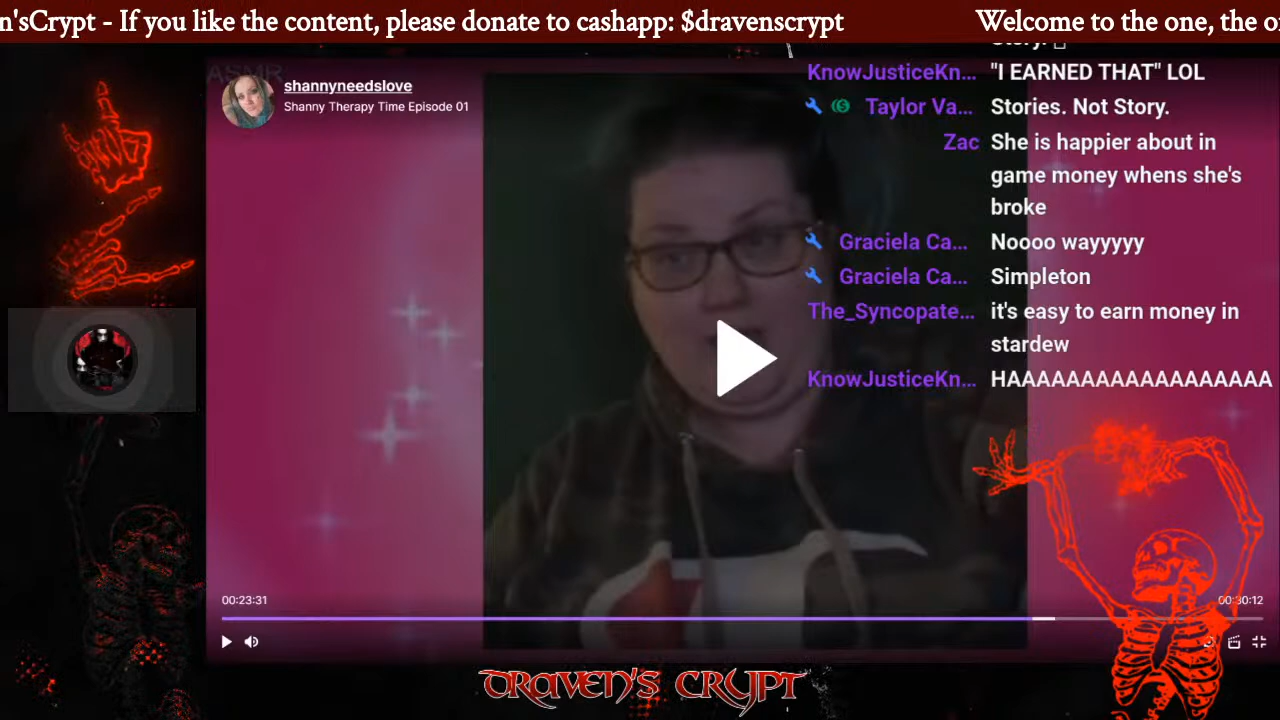 n'sCrypt - If you like the content, please donate to cashapp: $dravenscrypt
Welcome to the one, the o
ASMR
shannyneedslove
Shanny Therapy Time Episode 01
KnowJusticeKn... "I EARNED THAT" LOL
Taylor Va... Stories. Not Story.
Zac She is happier about in
game money whens she's
broke
Graciela Ca... Noooo wayyyyy
Graciela Ca... Simpleton
The_Syncopate... it's easy to earn money in
stardew
KnowJusticeKn... HAAAAAAAAAAAAAAAAAA
00:23:31
00:30:12
DRAVEN'S CRYPT